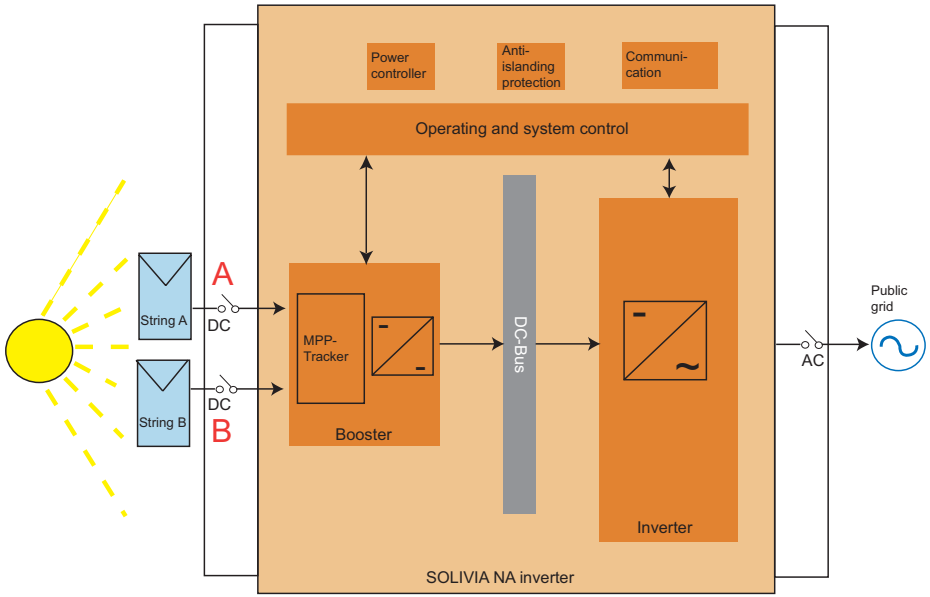 Power
controller
Anti-
islanding
protection
Communi-
cation
Operating and system control
A
String A
DC
MPP-
Tracker
DC-Bus
Public
grid
AC
String B
DC
B
Booster
Inverter
SOLIVIA NA inverter